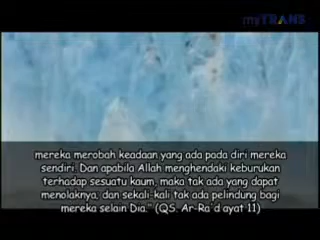 myTRANS
mereka merobah keadaan yang ada pada diri mereka
sendiri. Dan apabila Allah menghendaki keburukan
terhadap sesuatu kaum, maka tak ada yang dapat
menolaknya, dan sekali-kali tak ada pelindung bagi
mereka selain Dia." (QS. Ar-Ra`d ayat 11)